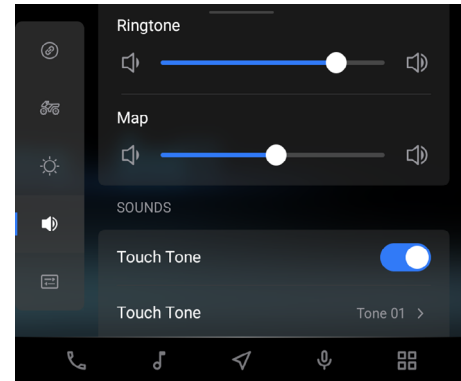 Ringtone
Map
SOUNDS
Touch Tone
Touch Tone Tone 01